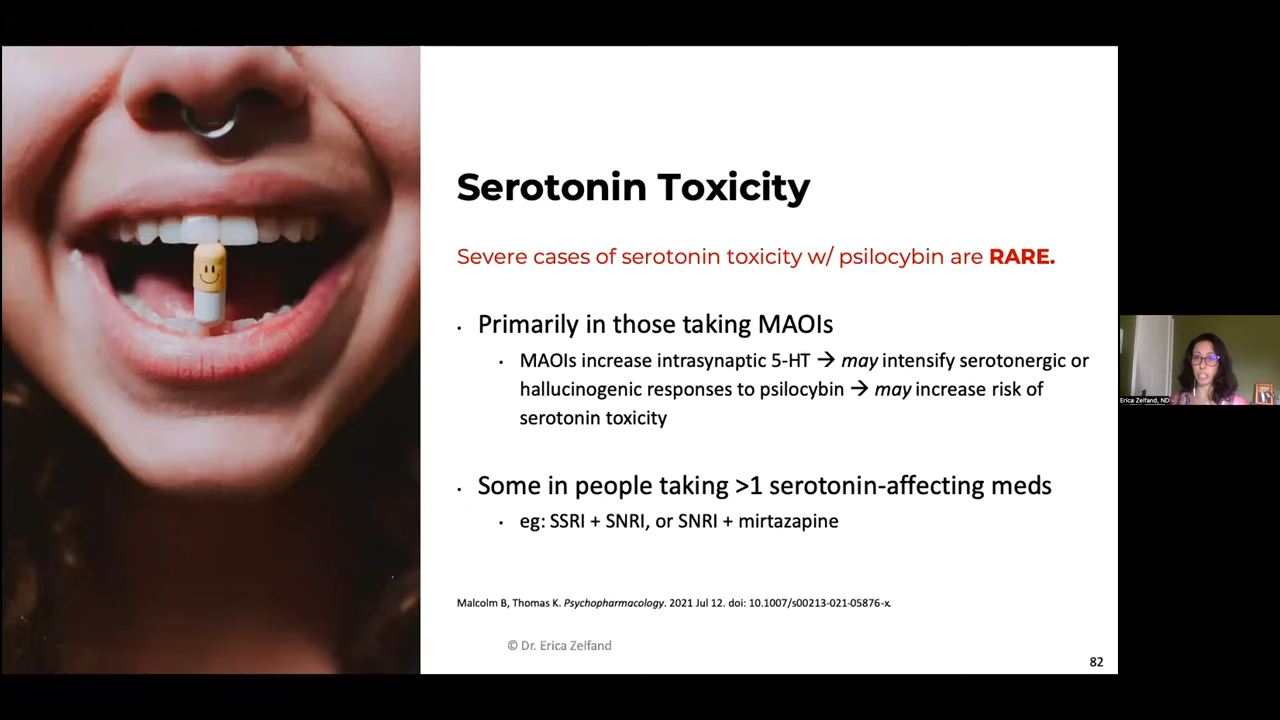 Serotonin Toxicity
Severe cases of serotonin toxicity w/ psilocybin are RARE.
· Primarily in those taking MAOIs
· MAOIs increase intrasynaptic 5-HT → may intensify serotonergic or
hallucinogenic responses to psilocybin → may increase risk of
serotonin toxicity
· Some in people taking >1 serotonin-affecting meds
· eg: SSRI + SNRI, or SNRI + mirtazapine
Malcolm B, Thomas K. Psychopharmacology. 2021 Jul 12. doi: 10.1007/s00213-021-05876-x.
© Dr. Erica Zelfand
82
Erica Zelfand, ND